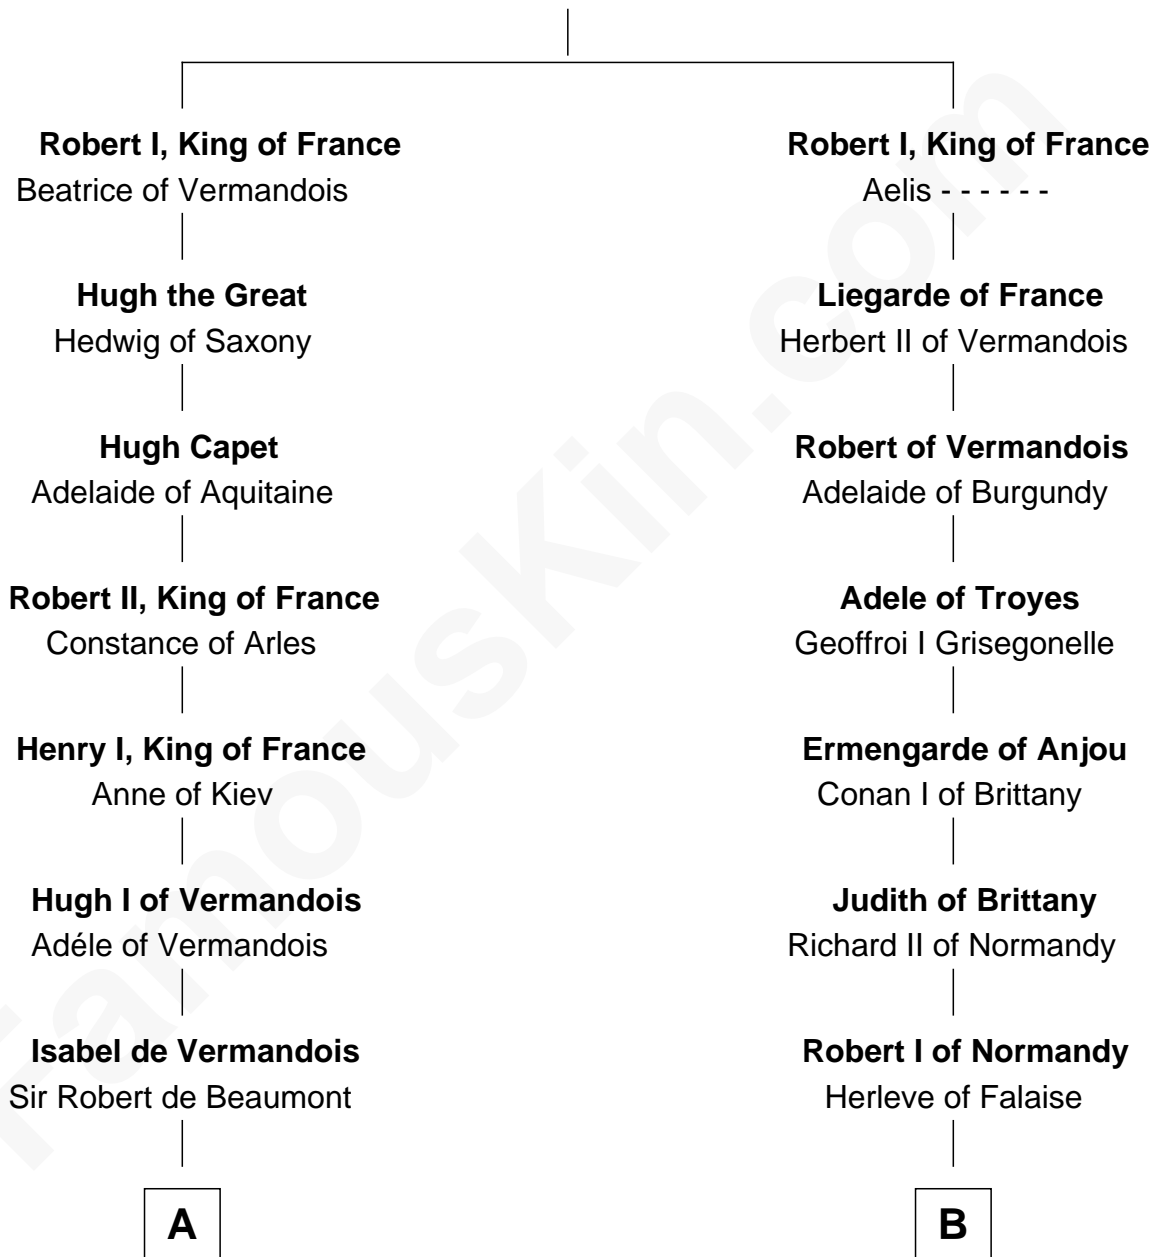 Robert I, King of France
Beatrice of Vermandois
Hugh the Great
Hedwig of Saxony
Hugh Capet
Adelaide of Aquitaine
Robert II, King of France
Constance of Arles
Henry I, King of France
Anne of Kiev
Hugh I of Vermandois
Adéle of Vermandois
Isabel de Vermandois
Sir Robert de Beaumont
A
Robert I, King of France
Aelis - - - - - -
Liegarde of France
Herbert II of Vermandois
Robert of Vermandois
Adelaide of Burgundy
Adele of Troyes
Geoffroi I Grisegonelle
Ermengarde of Anjou
Conan I of Brittany
Judith of Brittany
Richard II of Normandy
Robert I of Normandy
Herleve of Falaise
B
FamousKin.com